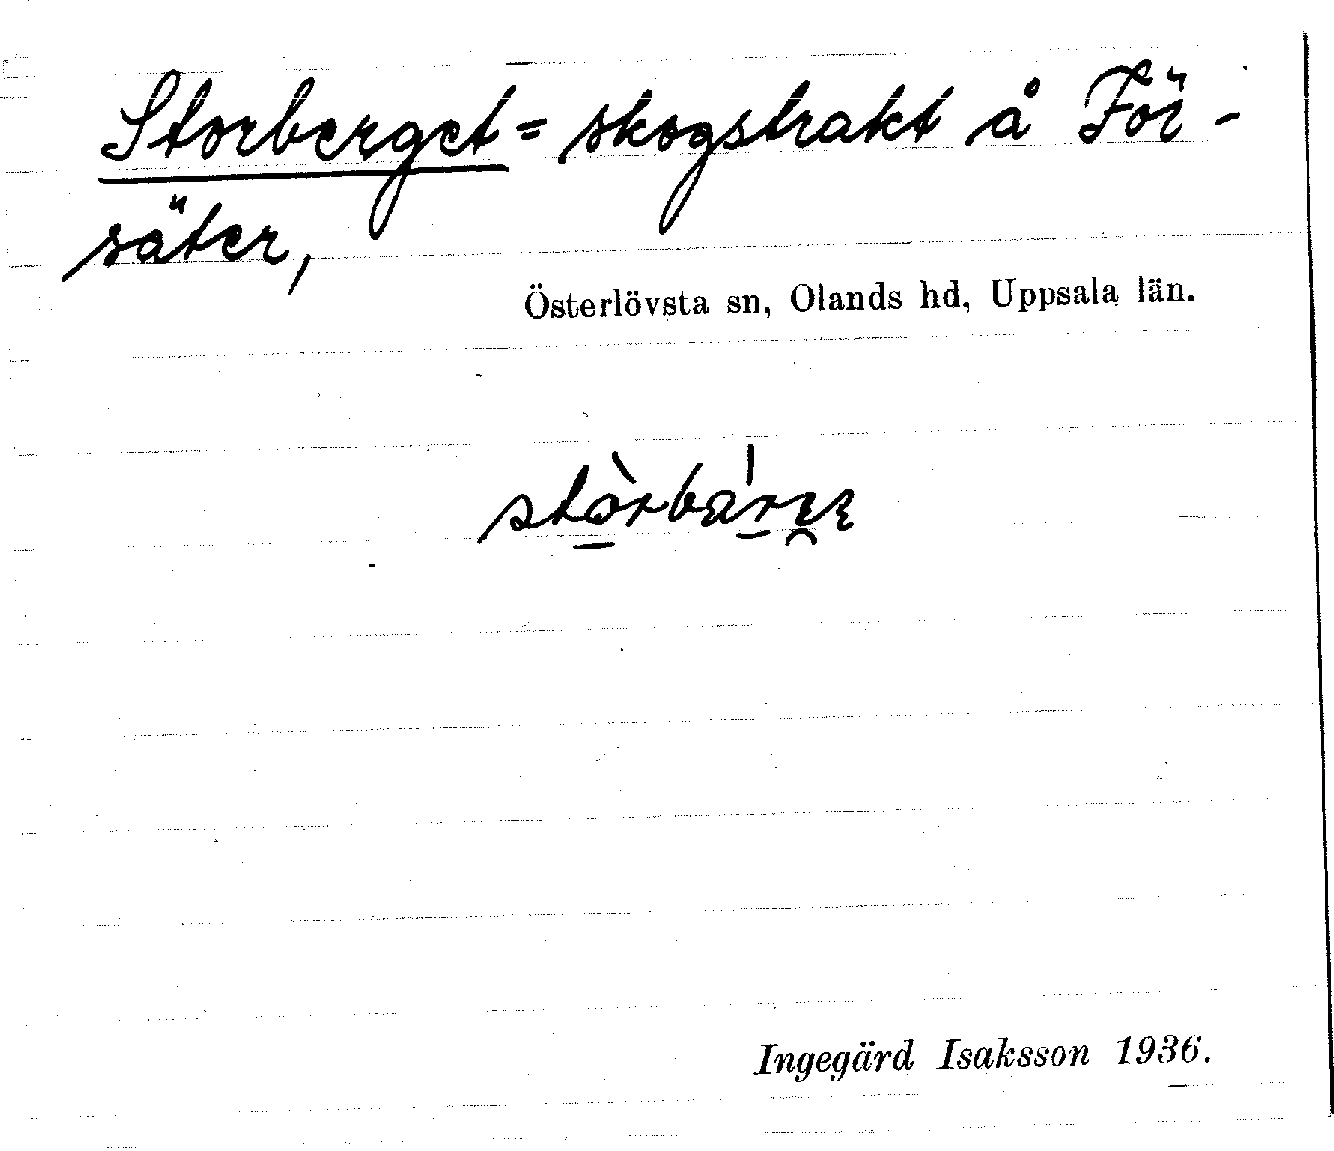 Storberget = skogstrakt å För-
säter,
Österlövsta sn, Olands hd, Uppsala län.
Ingegärd Isaksson 1936.